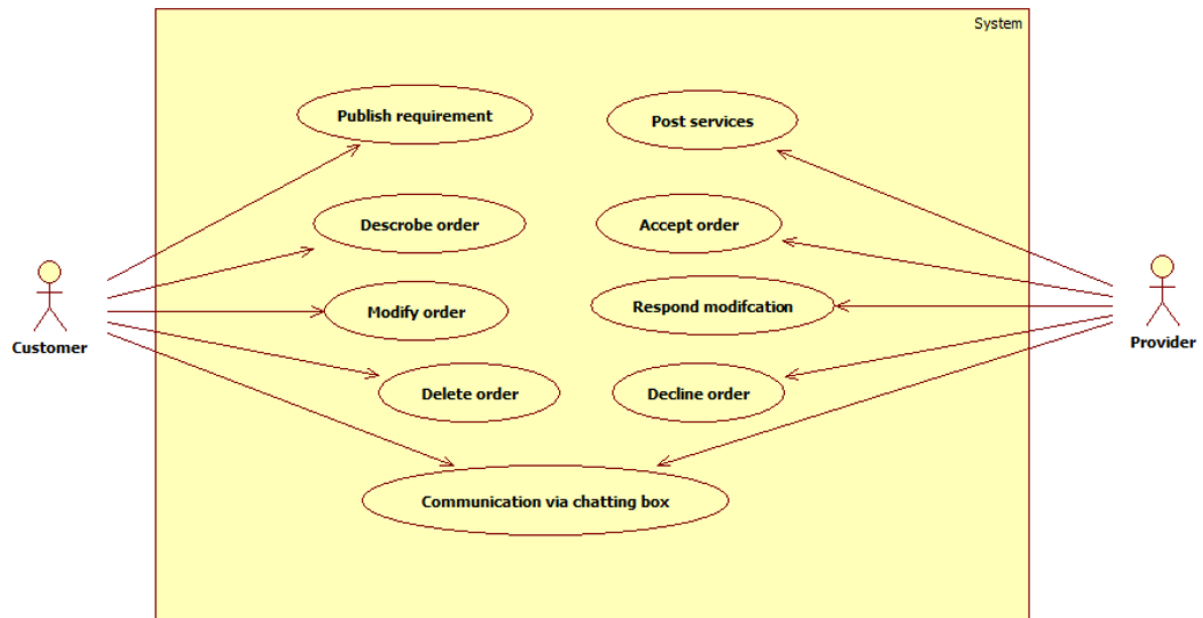 System
Publish requirement
Post services
Descrobe order
Accept order
Modify order
Respond modifcation
Customer
Provider
Delete order
Decline order
Communication via chatting box